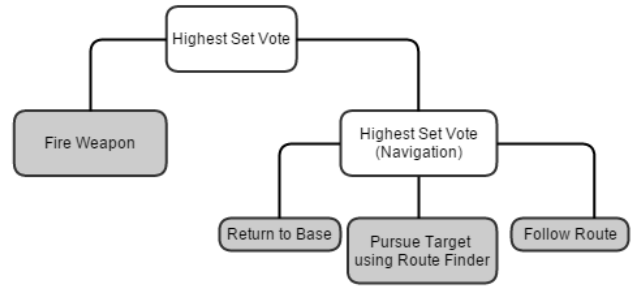 Highest Set Vote
Fire Weapon
Highest Set Vote
(Navigation)
Return to Base
Pursue Target
using Route Finder
Follow Route